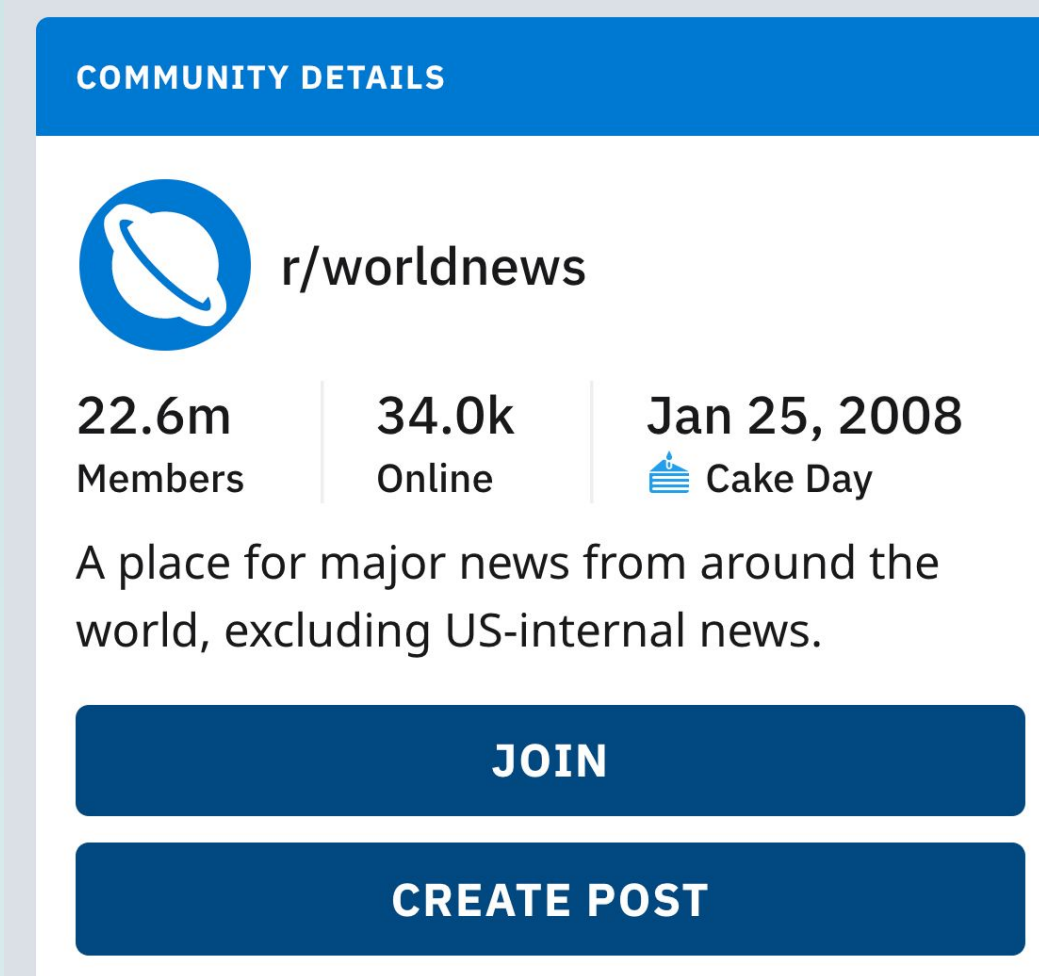 COMMUNITY DETAILS
r/worldnews
22.6m 34.0k Jan 25, 2008
Members Online Cake Day
A place for major news from around the
world, excluding US-internal news.
JOIN
CREATE POST